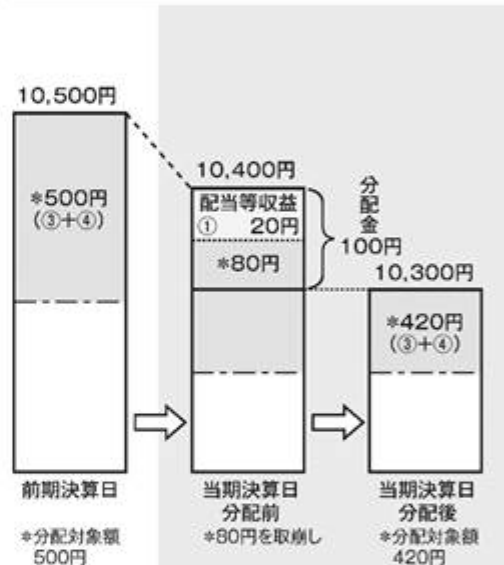 10,500円
*500円
(③+④)
前期決算日
*分配対象額
500円
10,400円
配当等収益
① 20円
*80円
分配金
100円
当期決算日
分配前
*80円を取崩し
10,300円
*420円
(③+④)
当期決算日
分配後
*分配対象額
420円